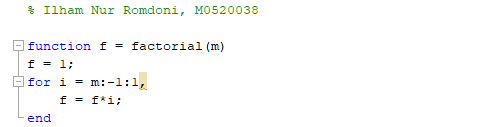 % Ilham Nur Romdoni, M0520038
function f = factorial(m)
f = 1;
for i = m:-1:1,
f = f*i;
end